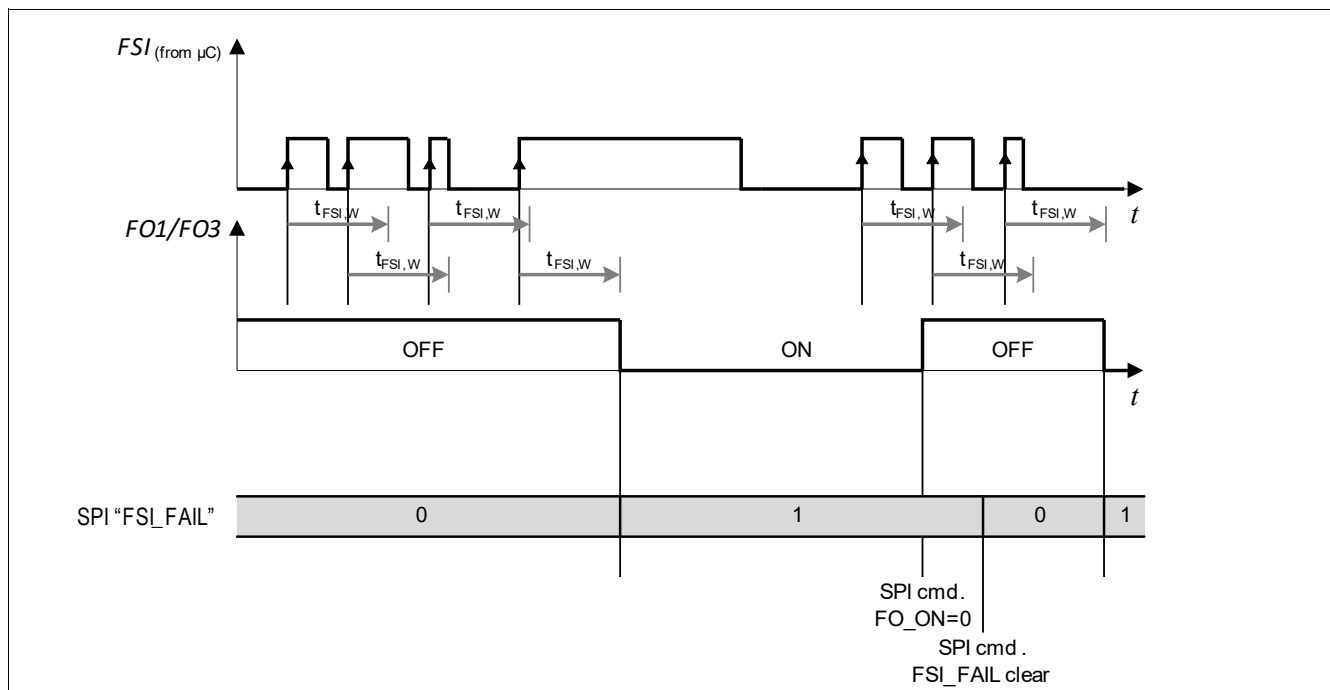 FSI (from µC)
tFSI,W tFSI,W tFSI,W tFSI,W t
FO1/FO3
tFSI,W tFSI,W tFSI,W
OFF ON OFF
t
SPI “FSI_FAIL” 0 1 0 1
SPI cmd.
FO_ON=0
SPI cmd .
FSI_FAIL clear